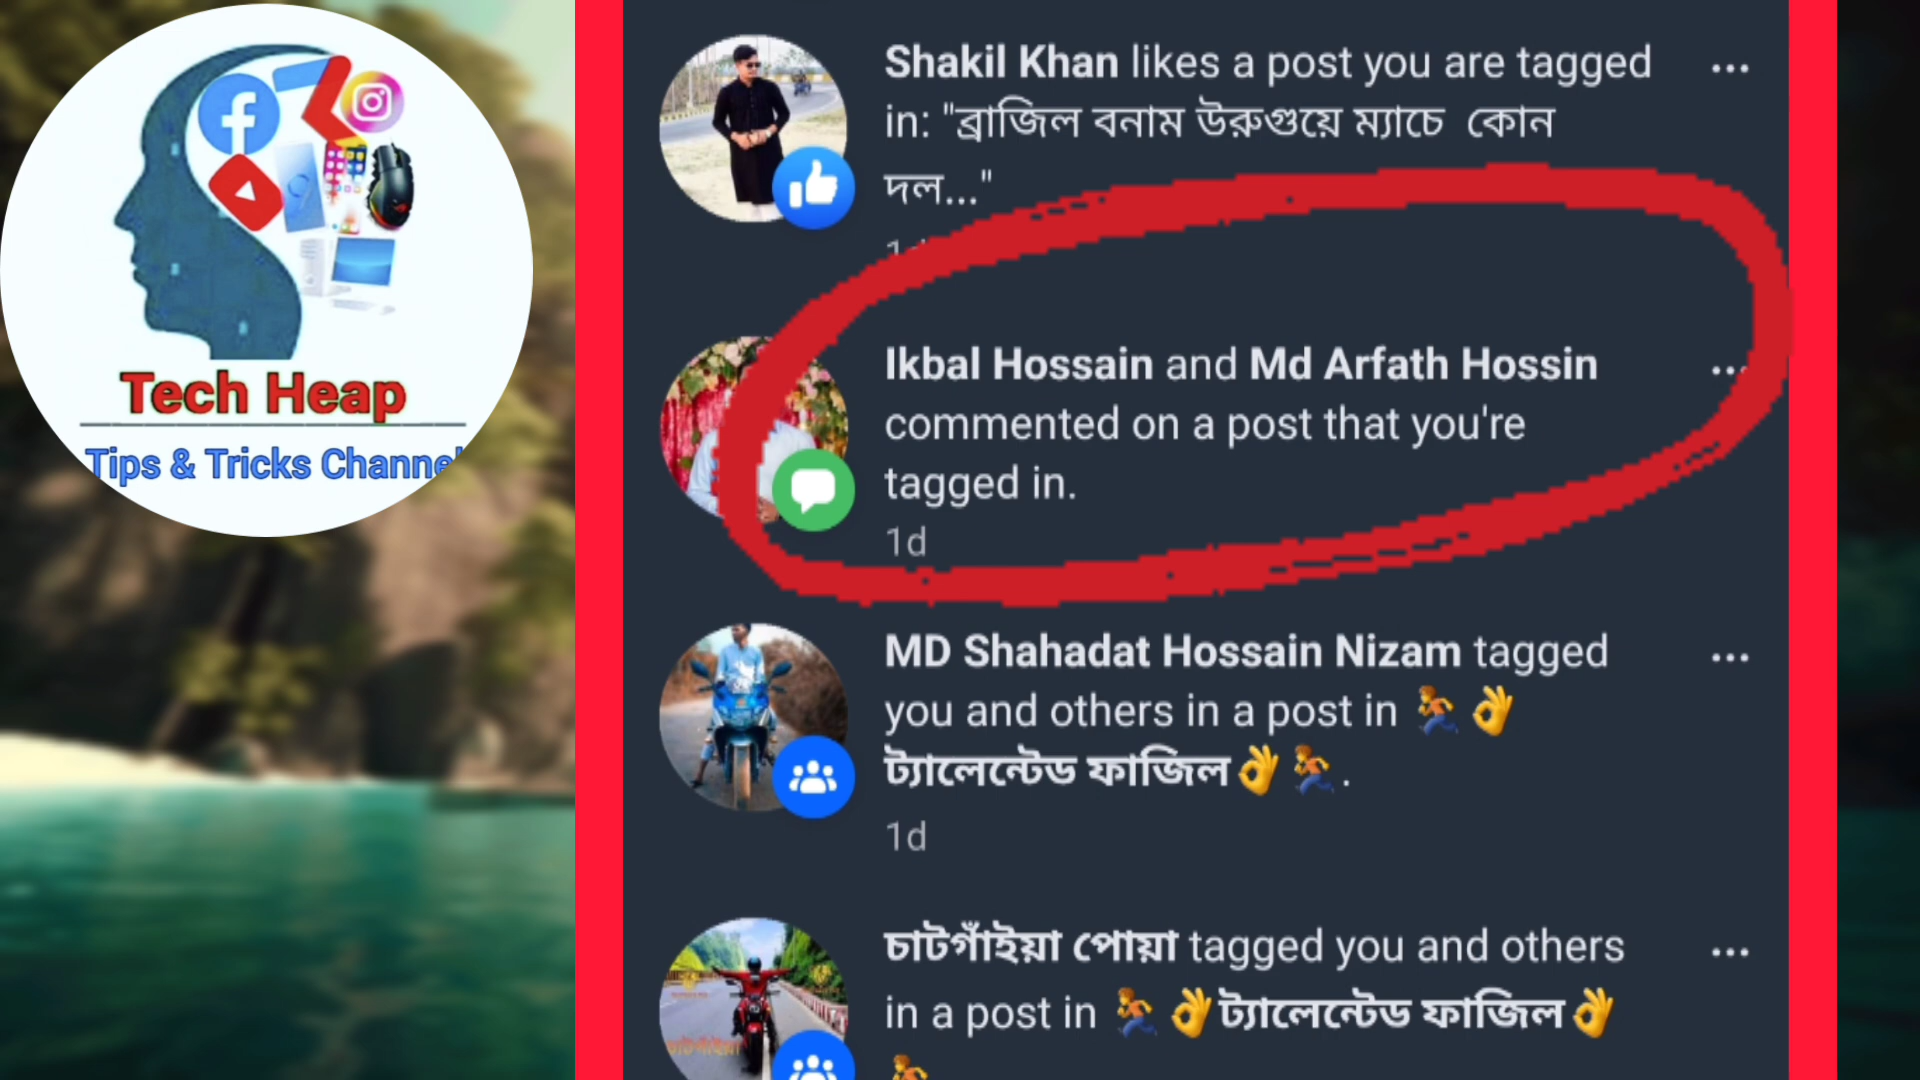 Tech Heap
Tips & Tricks Channel
Shakil Khan likes a post you are tagged
in: "ব্রাজিল বনাম উরুগুয়ে ম্যাচে কোন
দল..."
1d
Ikbal Hossain and Md Arfath Hossin
commented on a post that you're
tagged in.
1d
MD Shahadat Hossain Nizam tagged
you and others in a post in 🏃👌
ট্যালেন্টেড ফাজিল👌🏃.
1d
চাটগাঁইয়া পোয়া tagged you and others
in a post in 🏃👌ট্যালেন্টেড ফাজিল👌
🏃